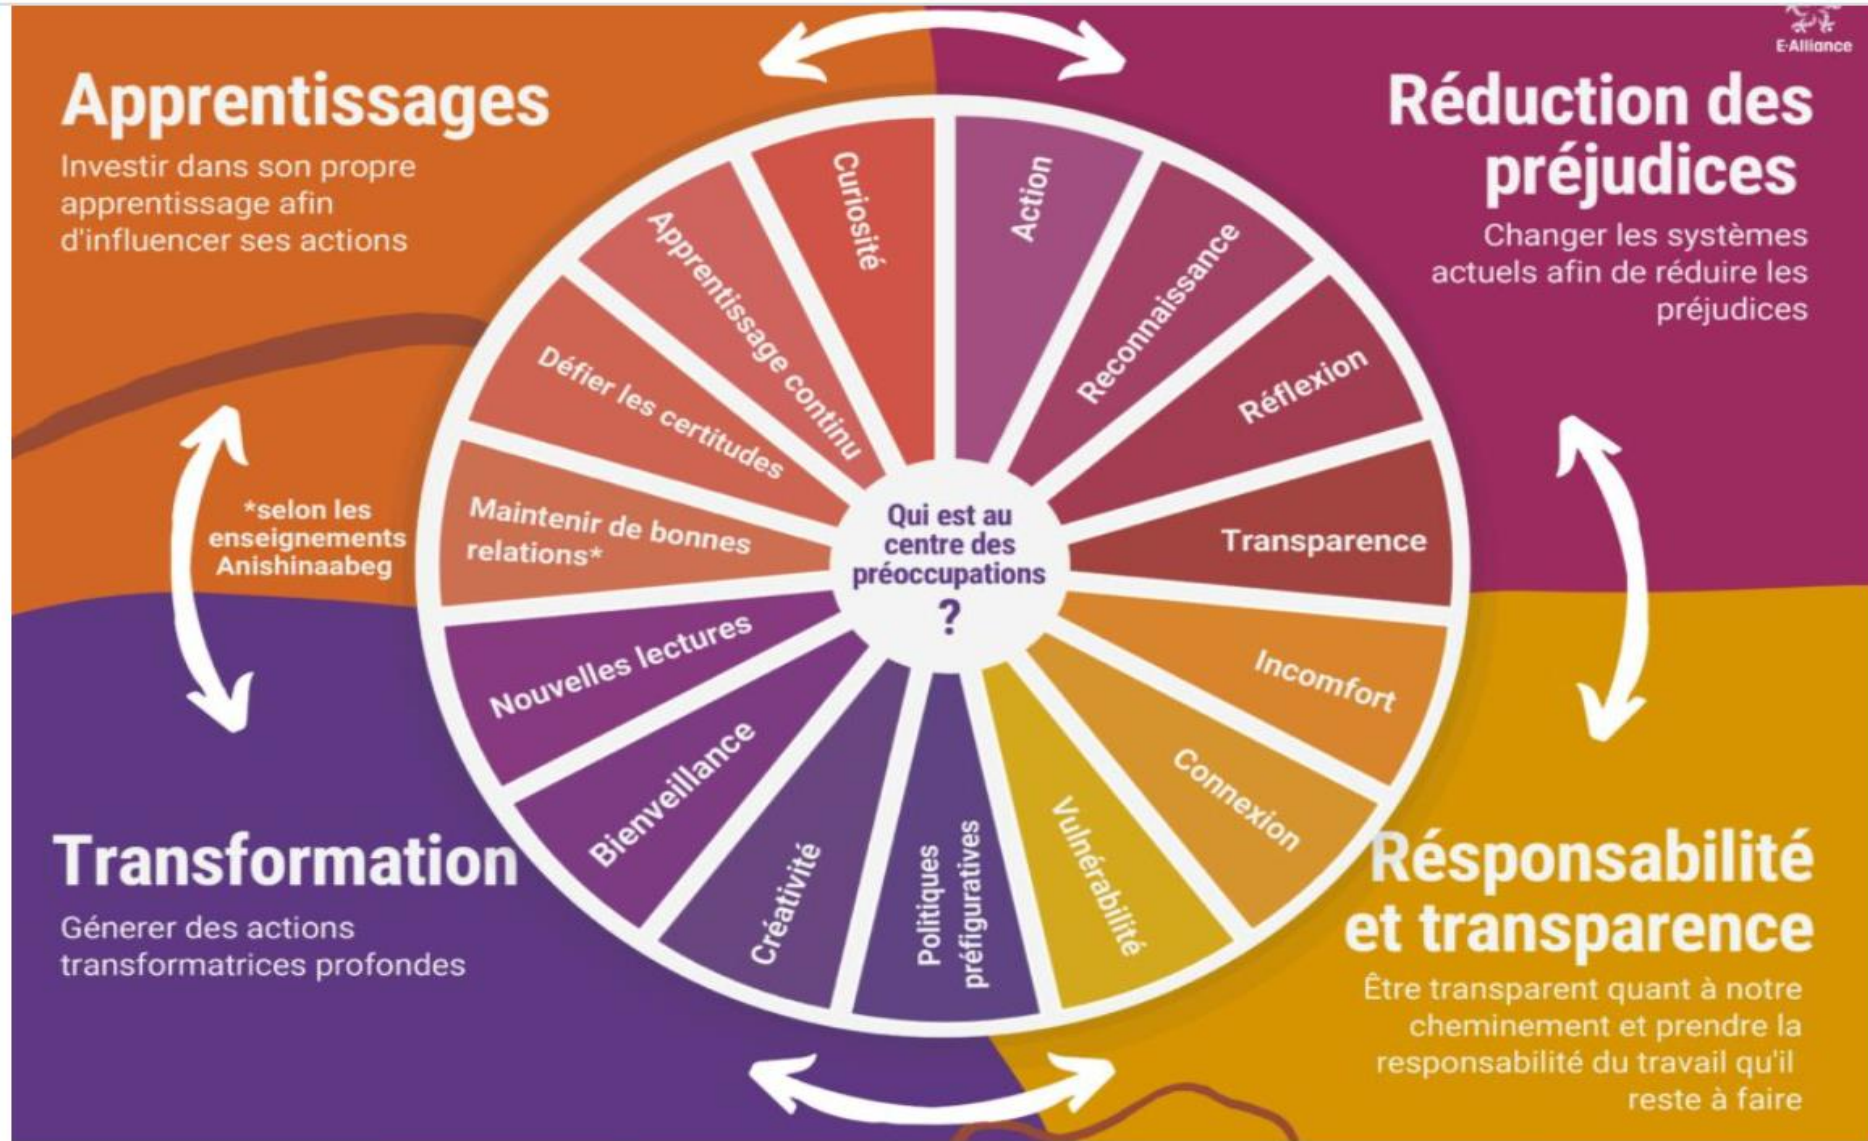 E-Alliance
Apprentissages
Investir dans son propre
apprentissage afin
d'influencer ses actions
Réduction des
préjudices
Changer les systèmes
actuels afin de réduire les
préjudices
Curiosité
Action
Apprentissage continu
Reconnaissance
Défier les certitudes
Réflexion
Maintenir de bonnes
relations*
Transparence
*selon les
enseignements
Anishinaabeg
Qui est au
centre des
préoccupations
?
Nouvelles lectures
Incomfort
Bienveillance
Connexion
Créativité
Politiques
préfiguratives
Vulnérabilité
Transformation
Génerer des actions
transformatrices profondes
Résponsabilité
et transparence
Être transparent quant à notre
cheminement et prendre la
responsabilité du travail qu'il
reste à faire